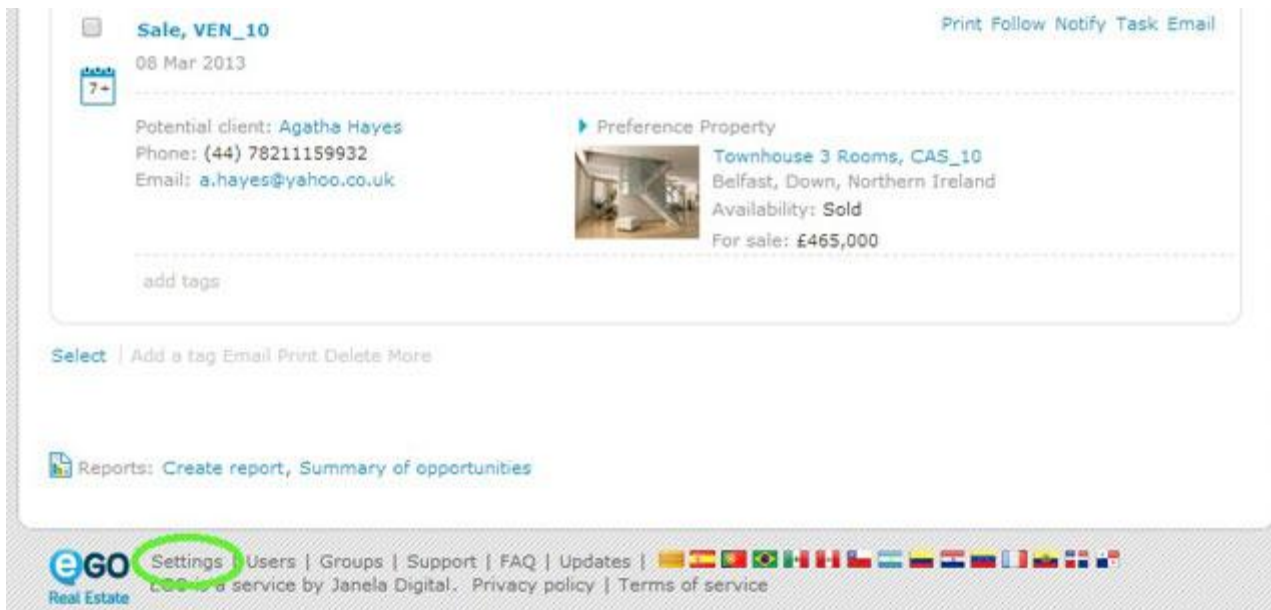 Sale, VEN_10
Print Follow Notify Task Email
08 Mar 2013
7+
Potential client: Agatha Hayes
Phone: (44) 78211159932
Email: a.hayes@yahoo.co.uk
Preference Property
Townhouse 3 Rooms, CAS_10
Belfast, Down, Northern Ireland
Availability: Sold
For sale: £465,000
add tags
Select | Add a tag Email Print Delete More
Reports: Create report, Summary of opportunities
eGO
Real Estate
Settings | Users | Groups | Support | FAQ | Updates |
EGO is a service by Janela Digital. Privacy policy | Terms of service